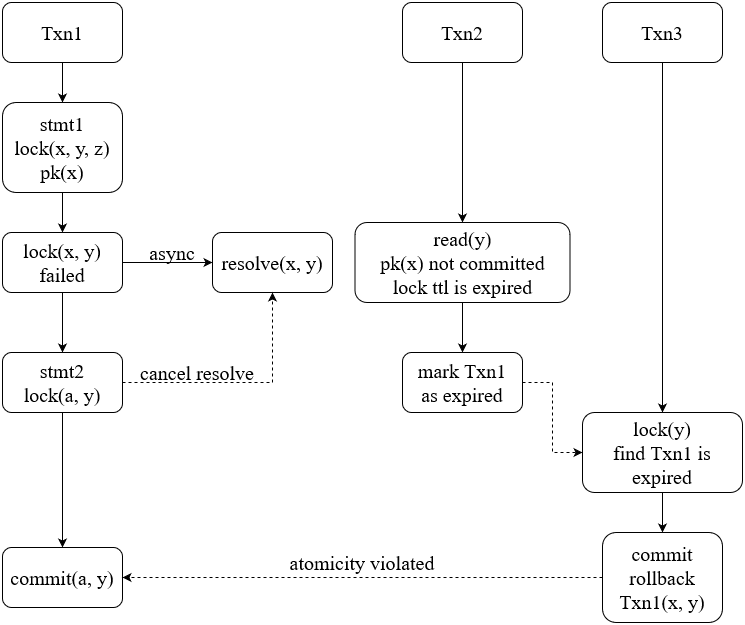 Txn1
Txn2
Txn3
stmt1
lock(x, y, z)
pk(x)
lock(x, y)
failed
async
resolve(x, y)
read(y)
pk(x) not committed
lock ttl is expired
stmt2
lock(a, y)
cancel resolve
mark Txn1
as expired
lock(y)
find Txn1 is
expired
commit(a, y)
atomicity violated
commit
rollback
Txn1(x, y)